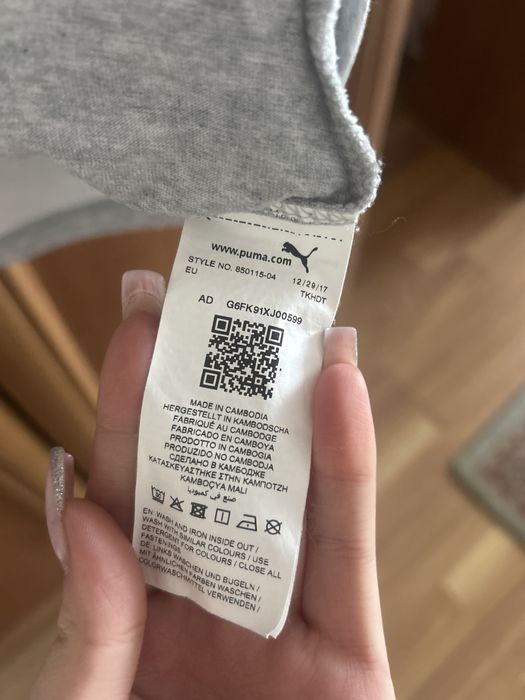 www.puma.com
STYLE NO. 850115-04 12/29/17
EU TKHDT
AD G6FK91XJ00599
MADE IN CAMBODIA
HERGESTELLT IN KAMBODSCHA
FABRIQUÉ AU CAMBODGE
FABRICADO EN CAMBOYA
PRODOTTO IN CAMBOGIA
PRODUZIDO NO CAMBODJA
СДЕЛАНО В КАМБОДЖЕ
ΚΑΤΑΣΚΕΥΑΣΤΗΚΕ ΣΤΗΝ ΚΑΜΠΟΤΖΗ
KAMBOÇYA MALI
صنع في كمبوديا
EN: WASH AND IRON INSIDE OUT /
WASH WITH SIMILAR COLOURS / USE
DETERGENT FOR COLOURS / CLOSE ALL
FASTENINGS.
DE: LINKS WASCHEN UND BÜGELN /
MIT ÄHNLICHEN FARBEN WASCHEN /
COLORWASCHMITTEL VERWENDEN /